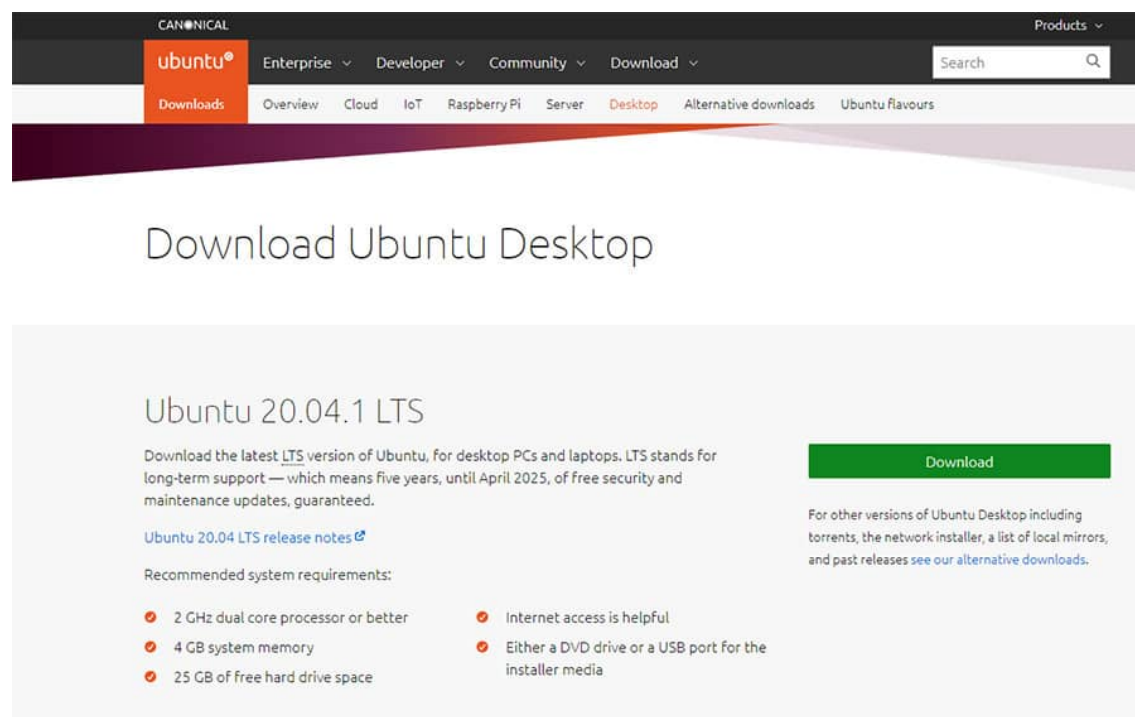 CANONICAL
Products
ubuntu
Enterprise Developer Community Download
Search
Downloads Overview Cloud IoT Raspberry Pi Server Desktop Alternative downloads Ubuntu flavours
Download Ubuntu Desktop
Ubuntu 20.04.1 LTS
Download the latest LTS version of Ubuntu, for desktop PCs and laptops. LTS stands for
long-term support — which means five years, until April 2025, of free security and
maintenance updates, guaranteed.
Ubuntu 20.04 LTS release notes
Recommended system requirements:
2 GHz dual core processor or better
4 GB system memory
25 GB of free hard drive space
Internet access is helpful
Either a DVD drive or a USB port for the
installer media
Download
For other versions of Ubuntu Desktop including
torrents, the network installer, a list of local mirrors,
and past releases see our alternative downloads.